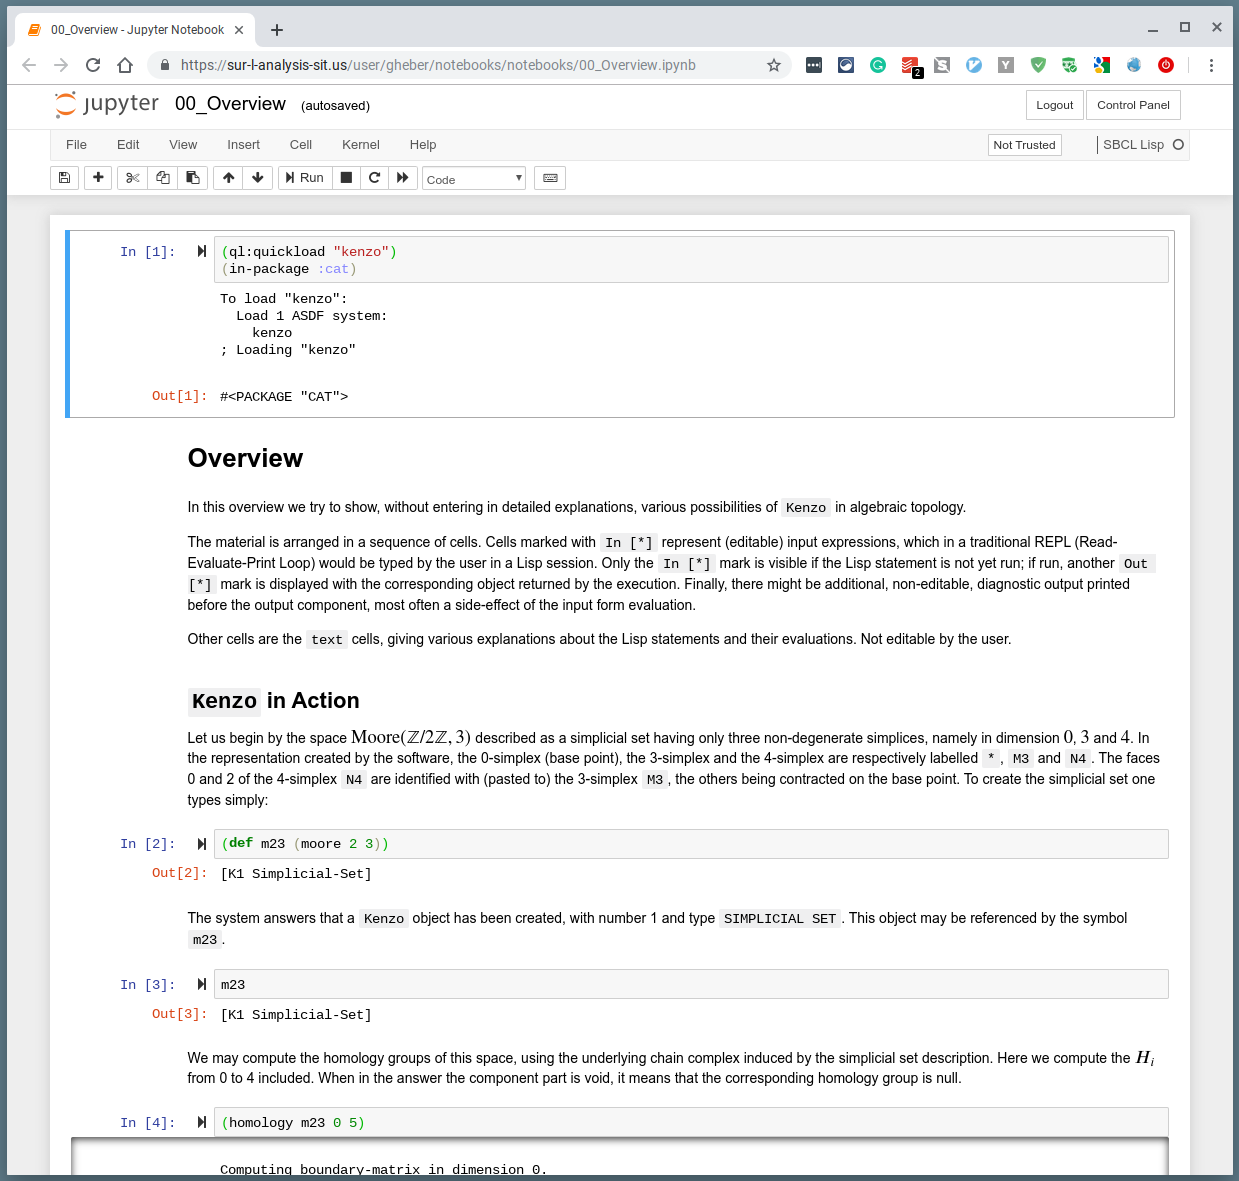 00_Overview - Jupyter Notebook
https://sur-l-analysis-sit.us/user/gheber/notebooks/notebooks/00_Overview.ipynb
2
S
Y
jupyter 00_Overview (autosaved)
Logout Control Panel
File Edit View Insert Cell Kernel Help
Not Trusted SBCL Lisp
Run Code
In [1]: (ql:quickload "kenzo")
(in-package :cat)
To load "kenzo":
Load 1 ASDF system:
kenzo
; Loading "kenzo"
Out[1]: #<PACKAGE "CAT">
Overview
In this overview we try to show, without entering in detailed explanations, various possibilities of Kenzo in algebraic topology.
The material is arranged in a sequence of cells. Cells marked with In [*] represent (editable) input expressions, which in a traditional REPL (Read-
Evaluate-Print Loop) would be typed by the user in a Lisp session. Only the In [*] mark is visible if the Lisp statement is not yet run; if run, another Out
[*] mark is displayed with the corresponding object returned by the execution. Finally, there might be additional, non-editable, diagnostic output printed
before the output component, most often a side-effect of the input form evaluation.
Other cells are the text cells, giving various explanations about the Lisp statements and their evaluations. Not editable by the user.
Kenzo in Action
Let us begin by the space Moore(ℤ/2ℤ, 3) described as a simplicial set having only three non-degenerate simplices, namely in dimension 0, 3 and 4. In
the representation created by the software, the 0-simplex (base point), the 3-simplex and the 4-simplex are respectively labelled *, M3 and N4. The faces
0 and 2 of the 4-simplex N4 are identified with (pasted to) the 3-simplex M3, the others being contracted on the base point. To create the simplicial set one
types simply:
In [2]: (def m23 (moore 2 3))
Out[2]: [K1 Simplicial-Set]
The system answers that a Kenzo object has been created, with number 1 and type SIMPLICIAL SET. This object may be referenced by the symbol
m23.
In [3]: m23
Out[3]: [K1 Simplicial-Set]
We may compute the homology groups of this space, using the underlying chain complex induced by the simplicial set description. Here we compute the H_i
from 0 to 4 included. When in the answer the component part is void, it means that the corresponding homology group is null.
In [4]: (homology m23 0 5)
Computing boundary-matrix in dimension 0.